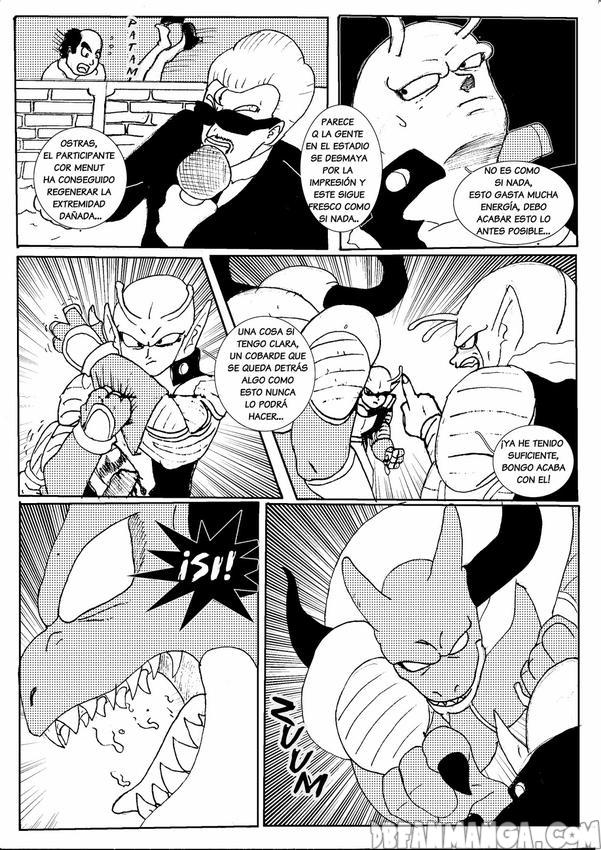 PATAM!
OSTRAS,
EL PARTICIPANTE
COR MENUT
HA CONSEGUIDO
REGENERAR LA
EXTREMIDAD
DAÑADA...
PARECE
Q LA GENTE
EN EL ESTADIO
SE DESMAYA
POR LA
IMPRESIÓN Y
ESTE SIGUE
FRESCO COMO
SI NADA..
NO ES COMO
SI NADA,
ESTO GASTA MUCHA
ENERGÍA, DEBO
ACABAR ESTO LO
ANTES POSIBLE...
UNA COSA SI
TENGO CLARA,
UN COBARDE QUE
SE QUEDA DETRÁS
ALGO COMO
ESTO NUNCA
LO PODRÁ
HACER...
¡YA HE TENIDO
SUFICIENTE,
BONGO ACABA
CON EL!
¡SI!
ZUUM
DBFANMANGA.COM